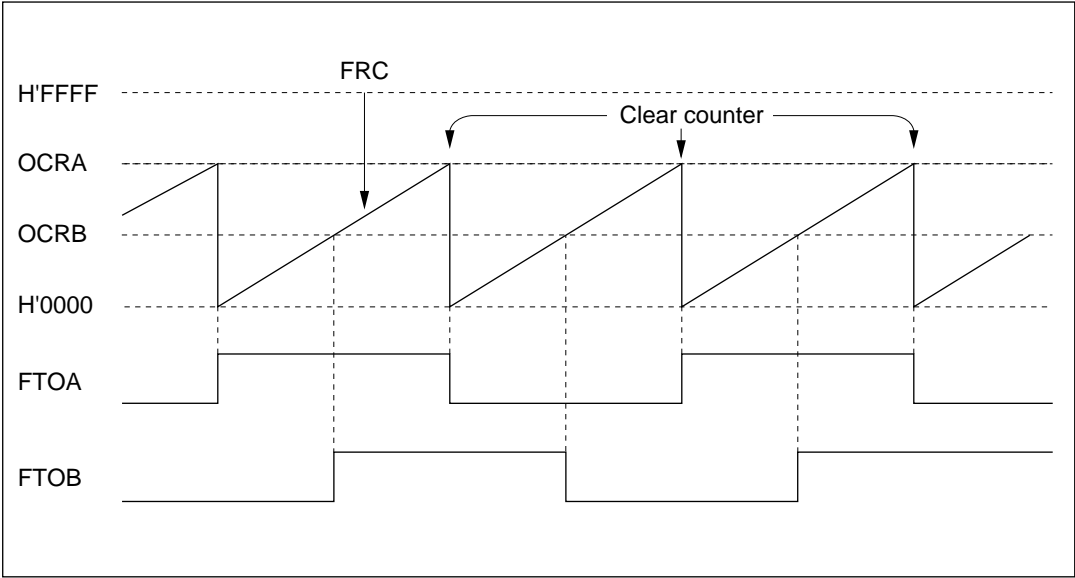 FRC
H'FFFF
Clear counter
OCRA
OCRB
H'0000
FTOA
FTOB